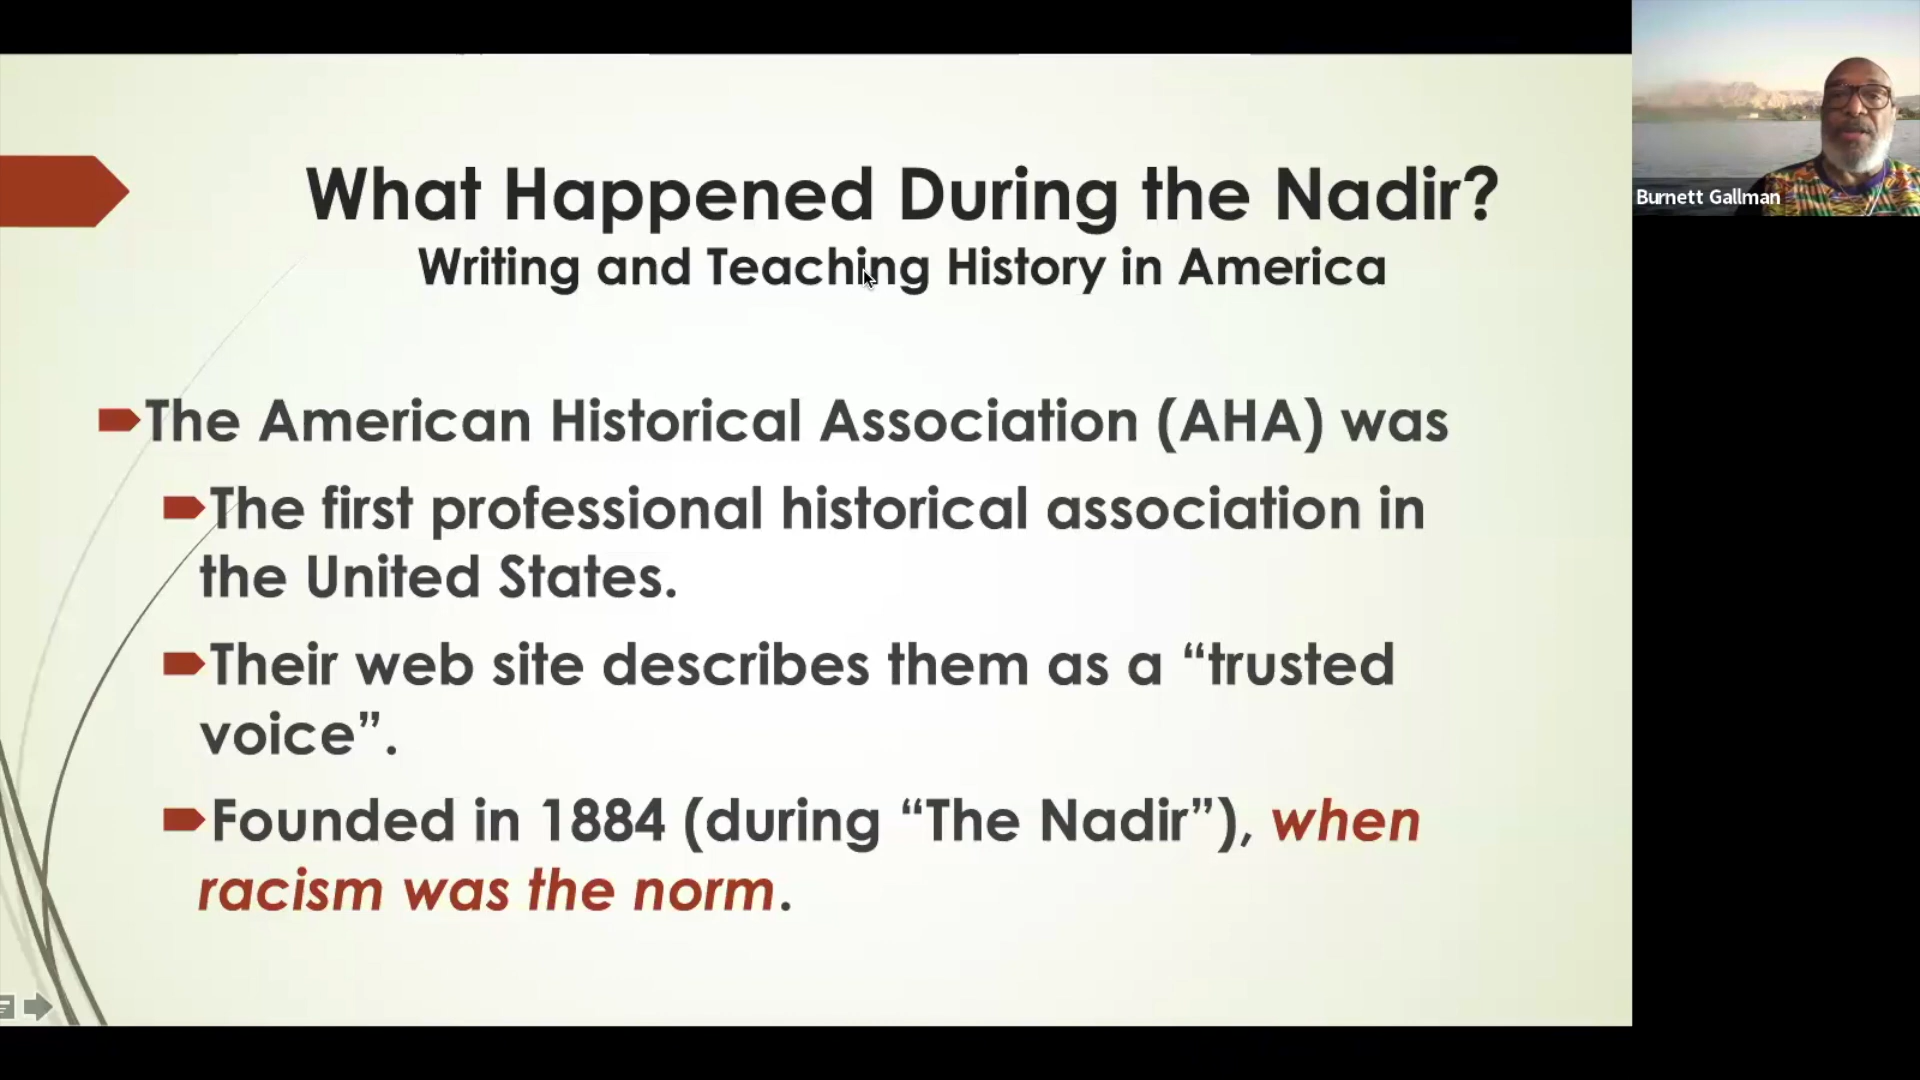 What Happened During the Nadir?
Writing and Teaching History in America
The American Historical Association (AHA) was
The first professional historical association in
the United States.
Their web site describes them as a “trusted
voice”.
Founded in 1884 (during “The Nadir”), when
racism was the norm.
Burnett Gallman